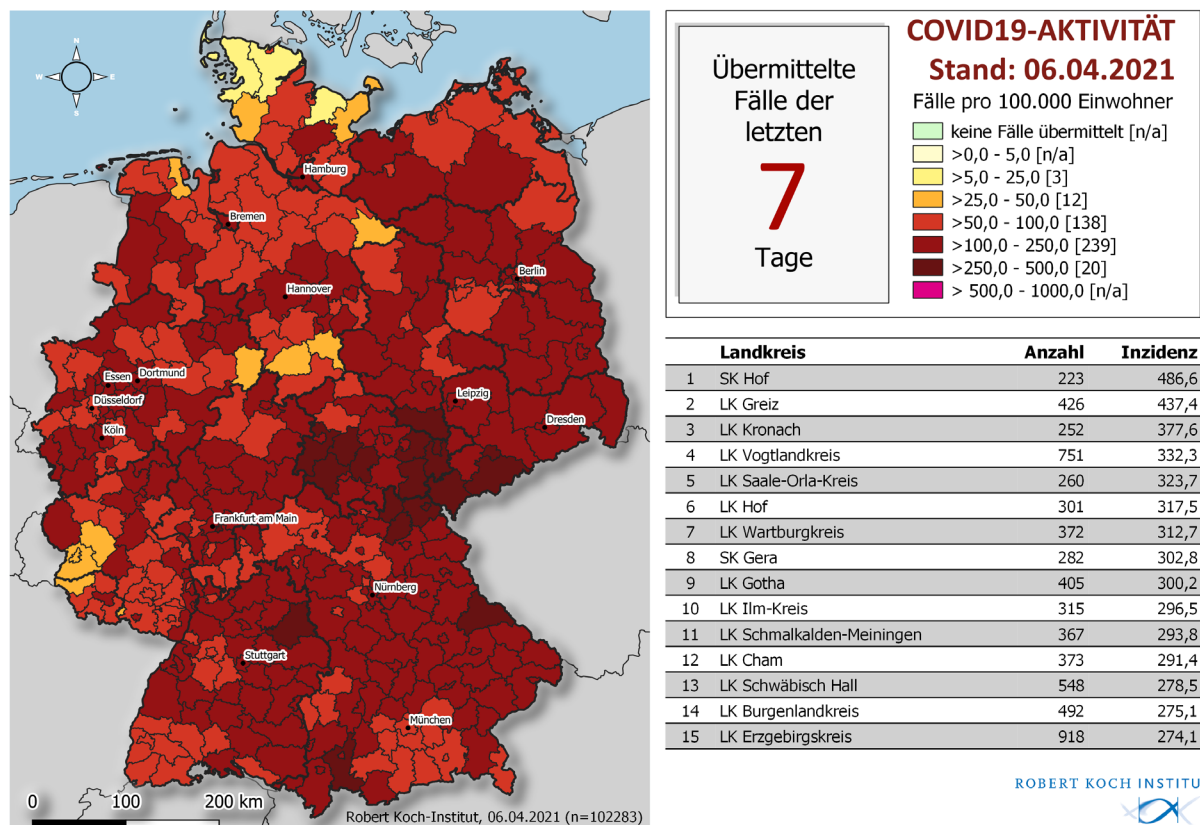 N
W E
S
Hamburg
Bremen
Berlin
Hannover
Essen
Dortmund
Düsseldorf
Leipzig
Köln
Dresden
Frankfurt am Main
Nürnberg
Stuttgart
München
0 100 200 km
Robert Koch-Institut, 06.04.2021 (n=102283)
Übermittelte
Fälle der
letzten
7
Tage
COVID19-AKTIVITÄT
Stand: 06.04.2021
Fälle pro 100.000 Einwohner
keine Fälle übermittelt [n/a]
>0,0 - 5,0 [n/a]
>5,0 - 25,0 [3]
>25,0 - 50,0 [12]
>50,0 - 100,0 [138]
>100,0 - 250,0 [239]
>250,0 - 500,0 [20]
> 500,0 - 1000,0 [n/a]
Landkreis Anzahl Inzidenz
1 SK Hof 223 486,6
2 LK Greiz 426 437,4
3 LK Kronach 252 377,6
4 LK Vogtlandkreis 751 332,3
5 LK Saale-Orla-Kreis 260 323,7
6 LK Hof 301 317,5
7 LK Wartburgkreis 372 312,7
8 SK Gera 282 302,8
9 LK Gotha 405 300,2
10 LK Ilm-Kreis 315 296,5
11 LK Schmalkalden-Meiningen 367 293,8
12 LK Cham 373 291,4
13 LK Schwäbisch Hall 548 278,5
14 LK Burgenlandkreis 492 275,1
15 LK Erzgebirgskreis 918 274,1
ROBERT KOCH INSTITU